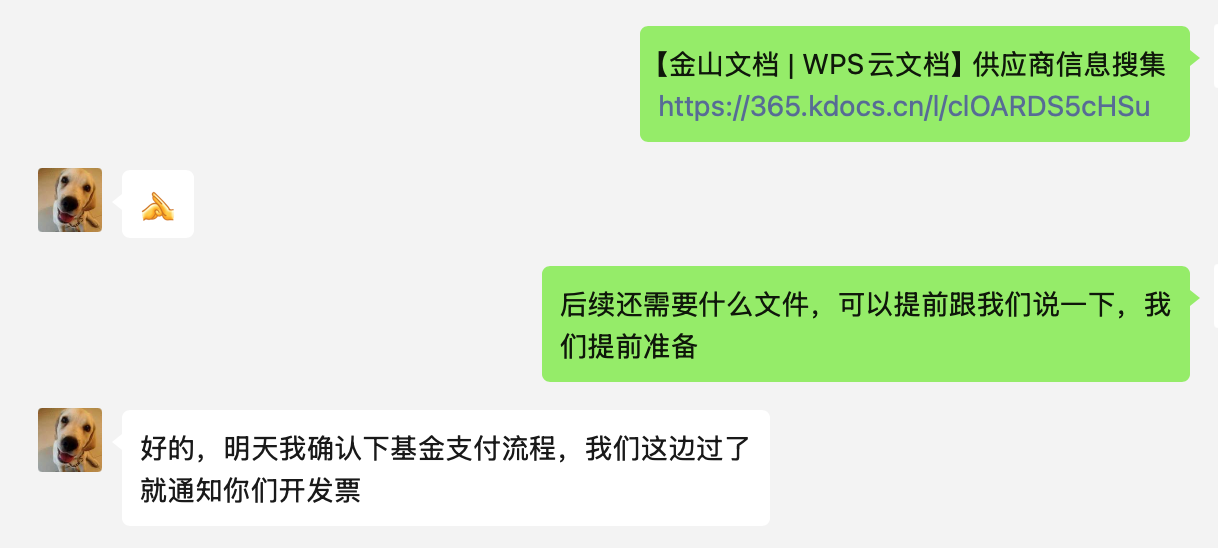 【金山文档 | WPS云文档】供应商信息搜集
https://365.kdocs.cn/l/clOARDS5cHSu
后续还需要什么文件，可以提前跟我们说一下，我
们提前准备
好的，明天我确认下基金支付流程，我们这边过了
就通知你们开发票